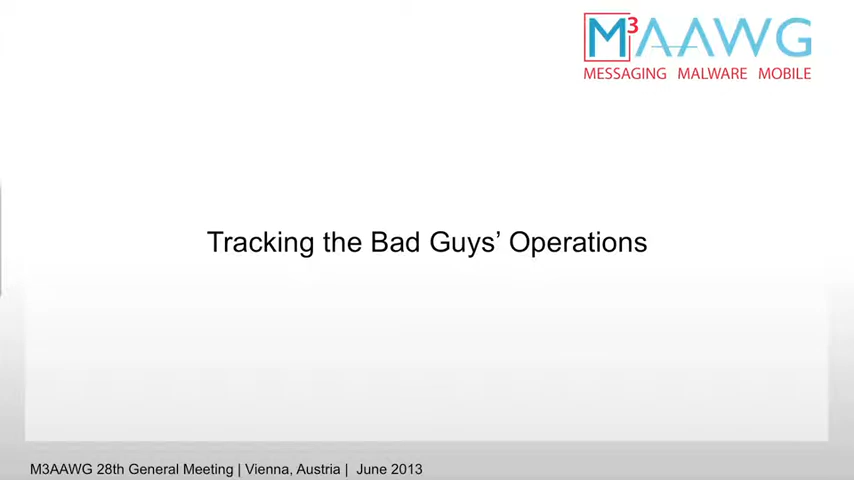 M3AAWG
MESSAGING MALWARE MOBILE
Tracking the Bad Guys’ Operations
M3AAWG 28th General Meeting | Vienna, Austria | June 2013